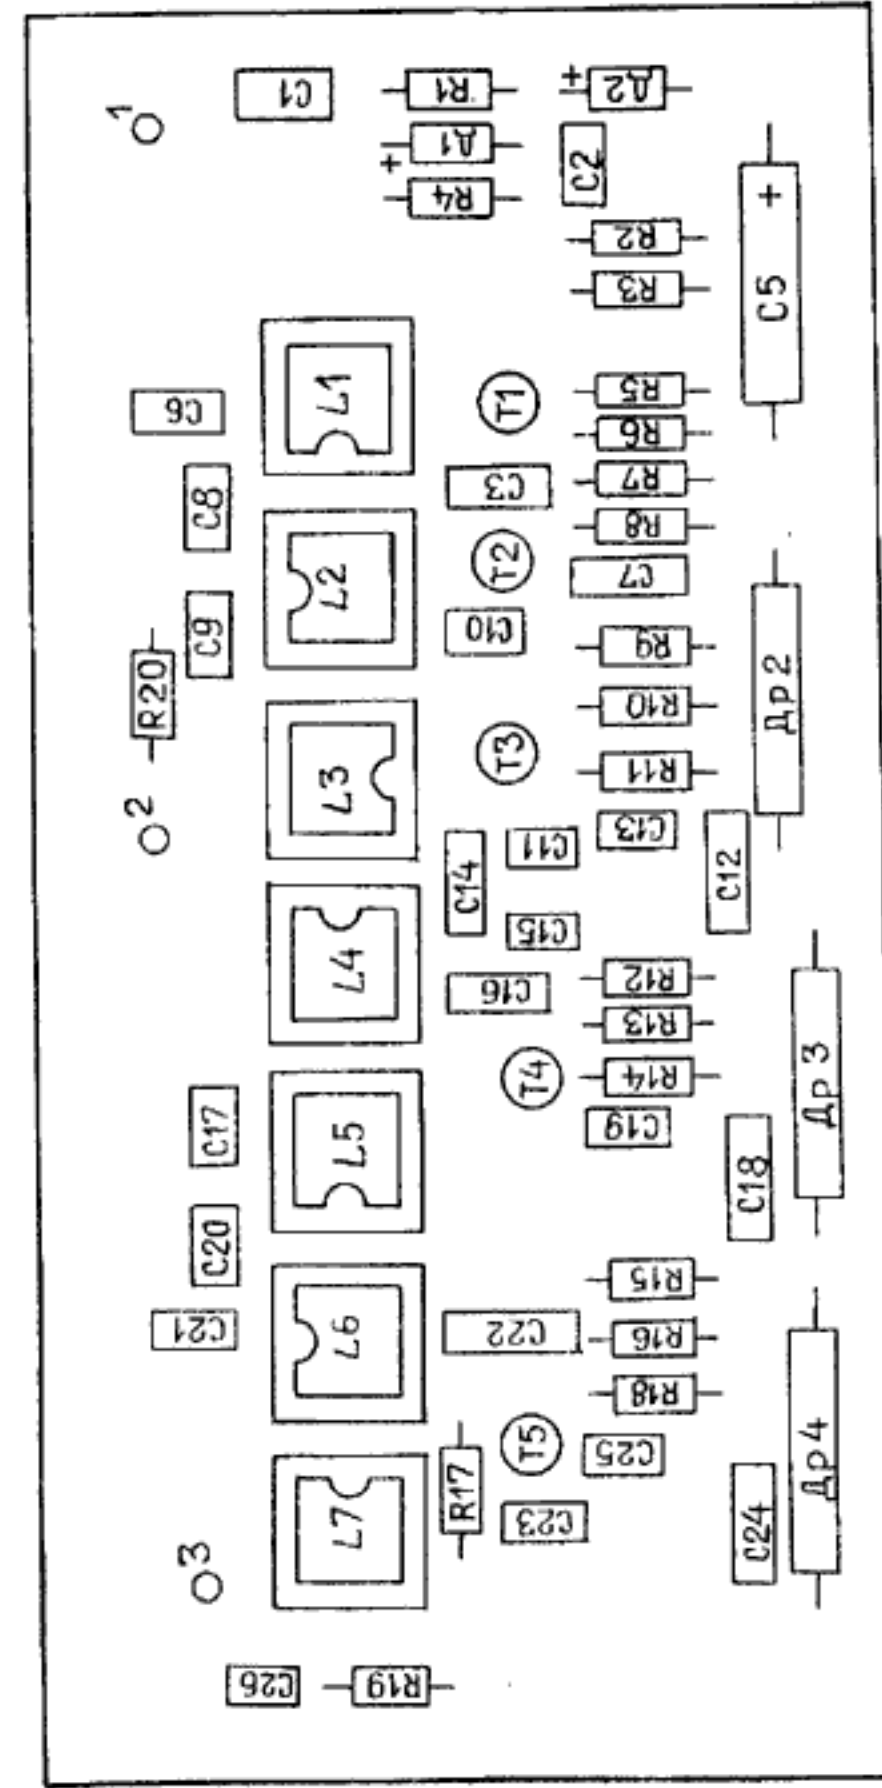 1
C1
R1
Д2
+
Д1
+
C2
R4
R2
+
C5
R3
L1
T1
R5
C6
R6
C8
C3
R7
R8
L2
T2
C7
C9
C10
R9
R20
Др2
R10
L3
T3
R11
2
C11
C13
C14
C12
C15
L4
C16
R12
R13
T4
R14
Др3
C17
L5
C19
C18
C20
R15
C21
L6
C22
R16
R18
T5
C25
Др4
R17
L7
C23
C24
3
C26
R19